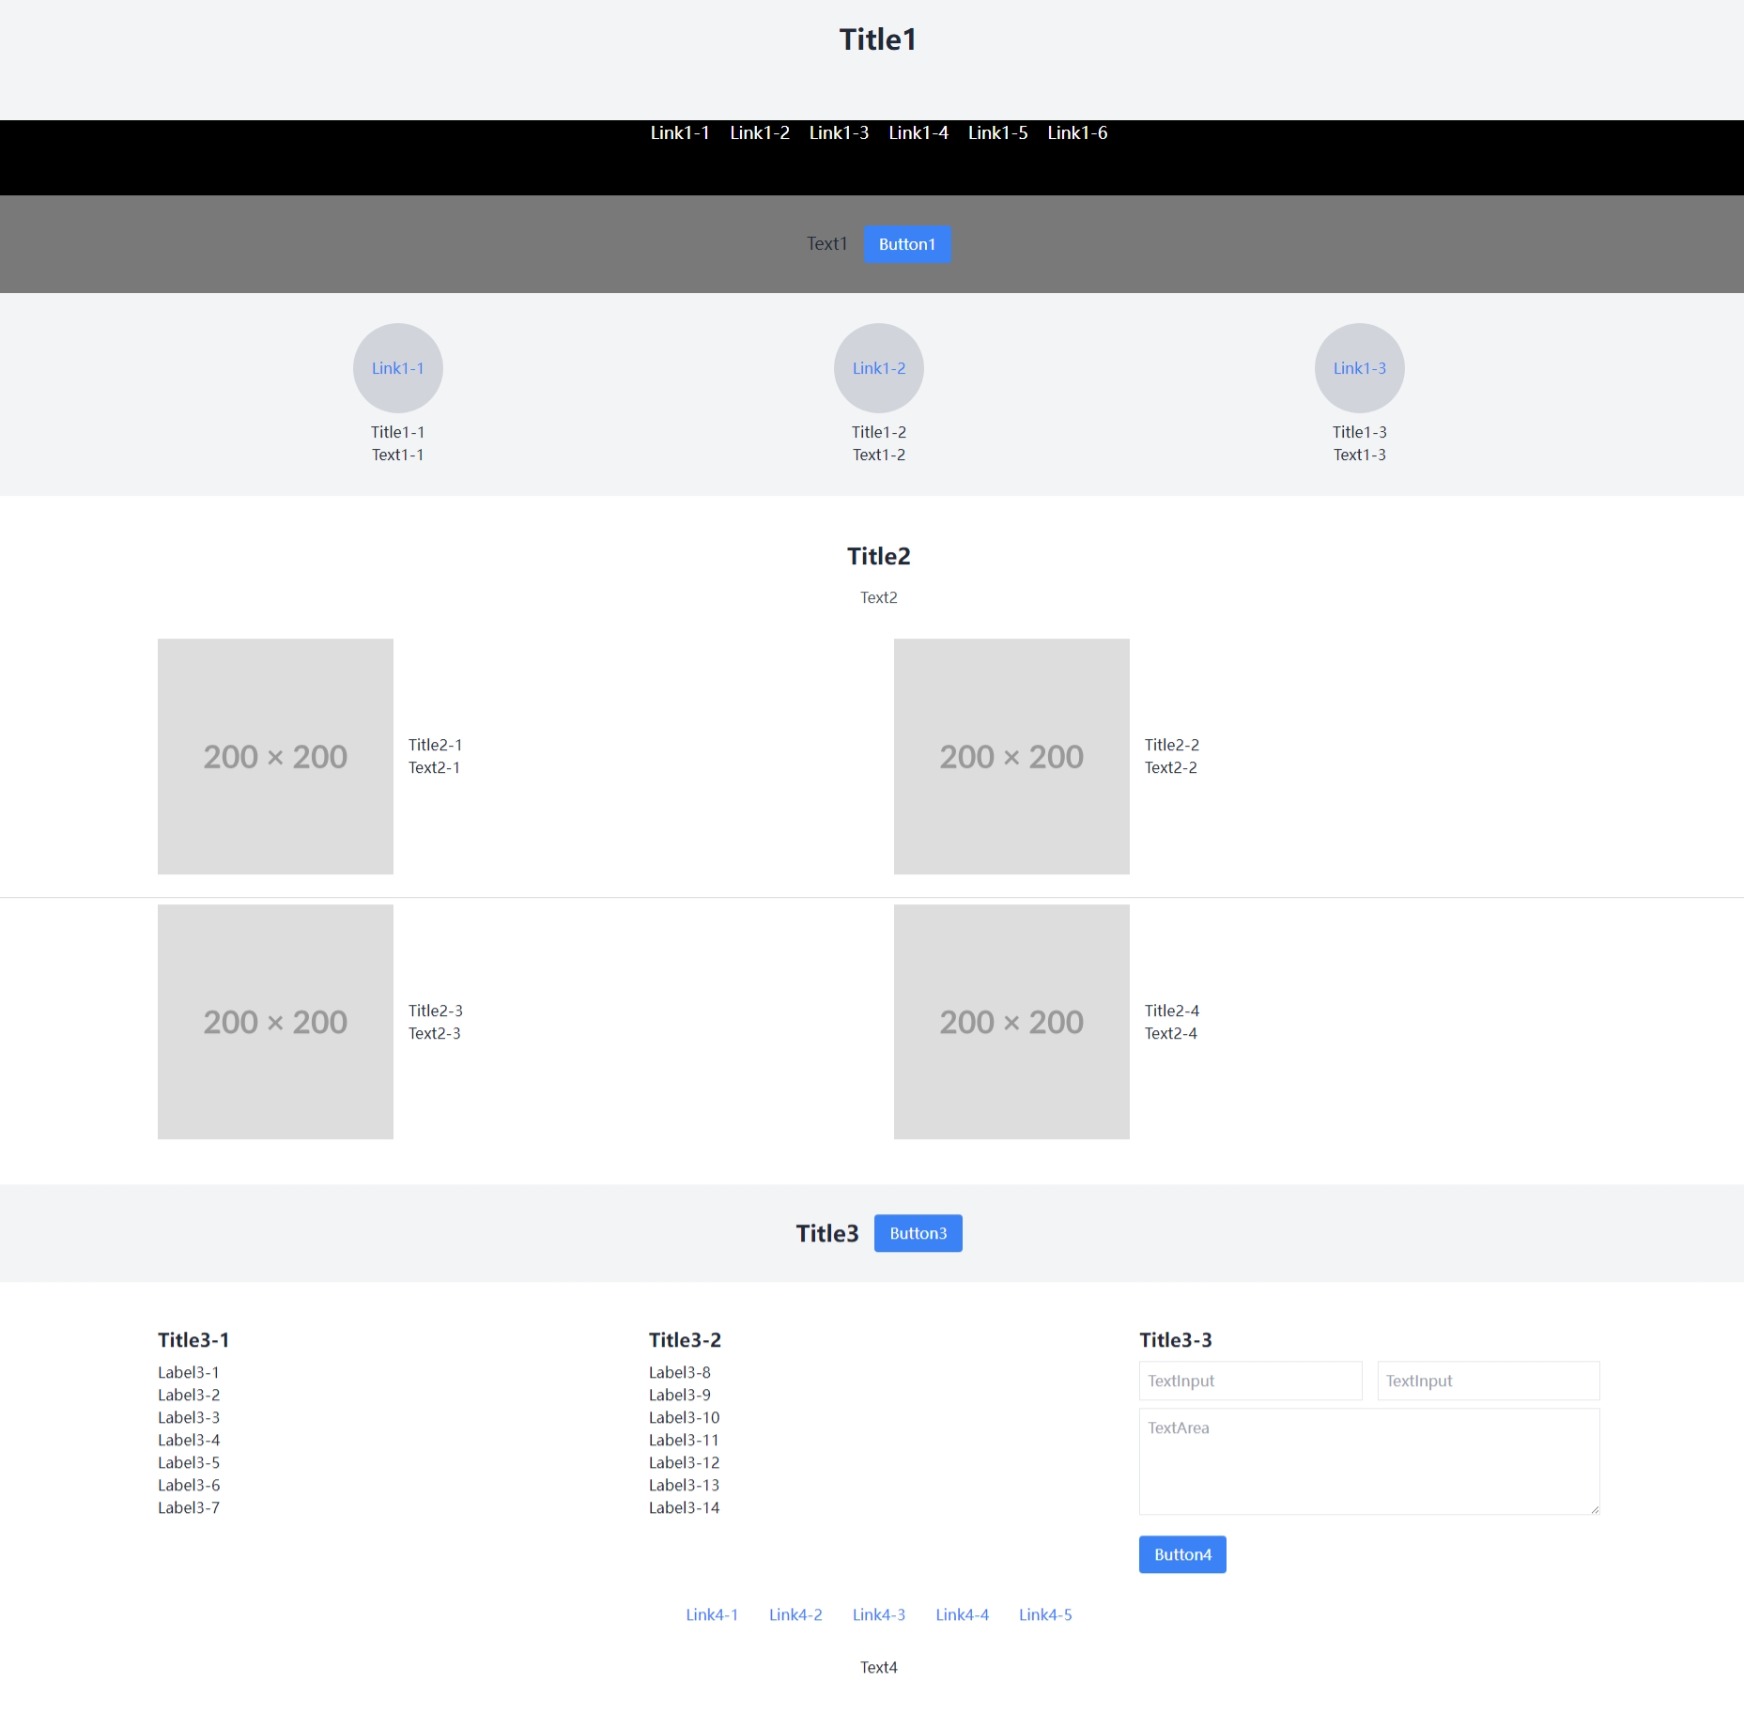 Title1
Link1-1 Link1-2 Link1-3 Link1-4 Link1-5 Link1-6
Text1 Button1
Link1-1 Link1-2 Link1-3
Title1-1 Title1-2 Title1-3
Text1-1 Text1-2 Text1-3
Title2
Text2
200 × 200
Title2-1
Text2-1
200 × 200
Title2-2
Text2-2
200 × 200
Title2-3
Text2-3
200 × 200
Title2-4
Text2-4
Title3 Button3
Title3-1
Label3-1
Label3-2
Label3-3
Label3-4
Label3-5
Label3-6
Label3-7
Title3-2
Label3-8
Label3-9
Label3-10
Label3-11
Label3-12
Label3-13
Label3-14
Title3-3
TextInput TextInput
TextArea
Button4
Link4-1 Link4-2 Link4-3 Link4-4 Link4-5
Text4